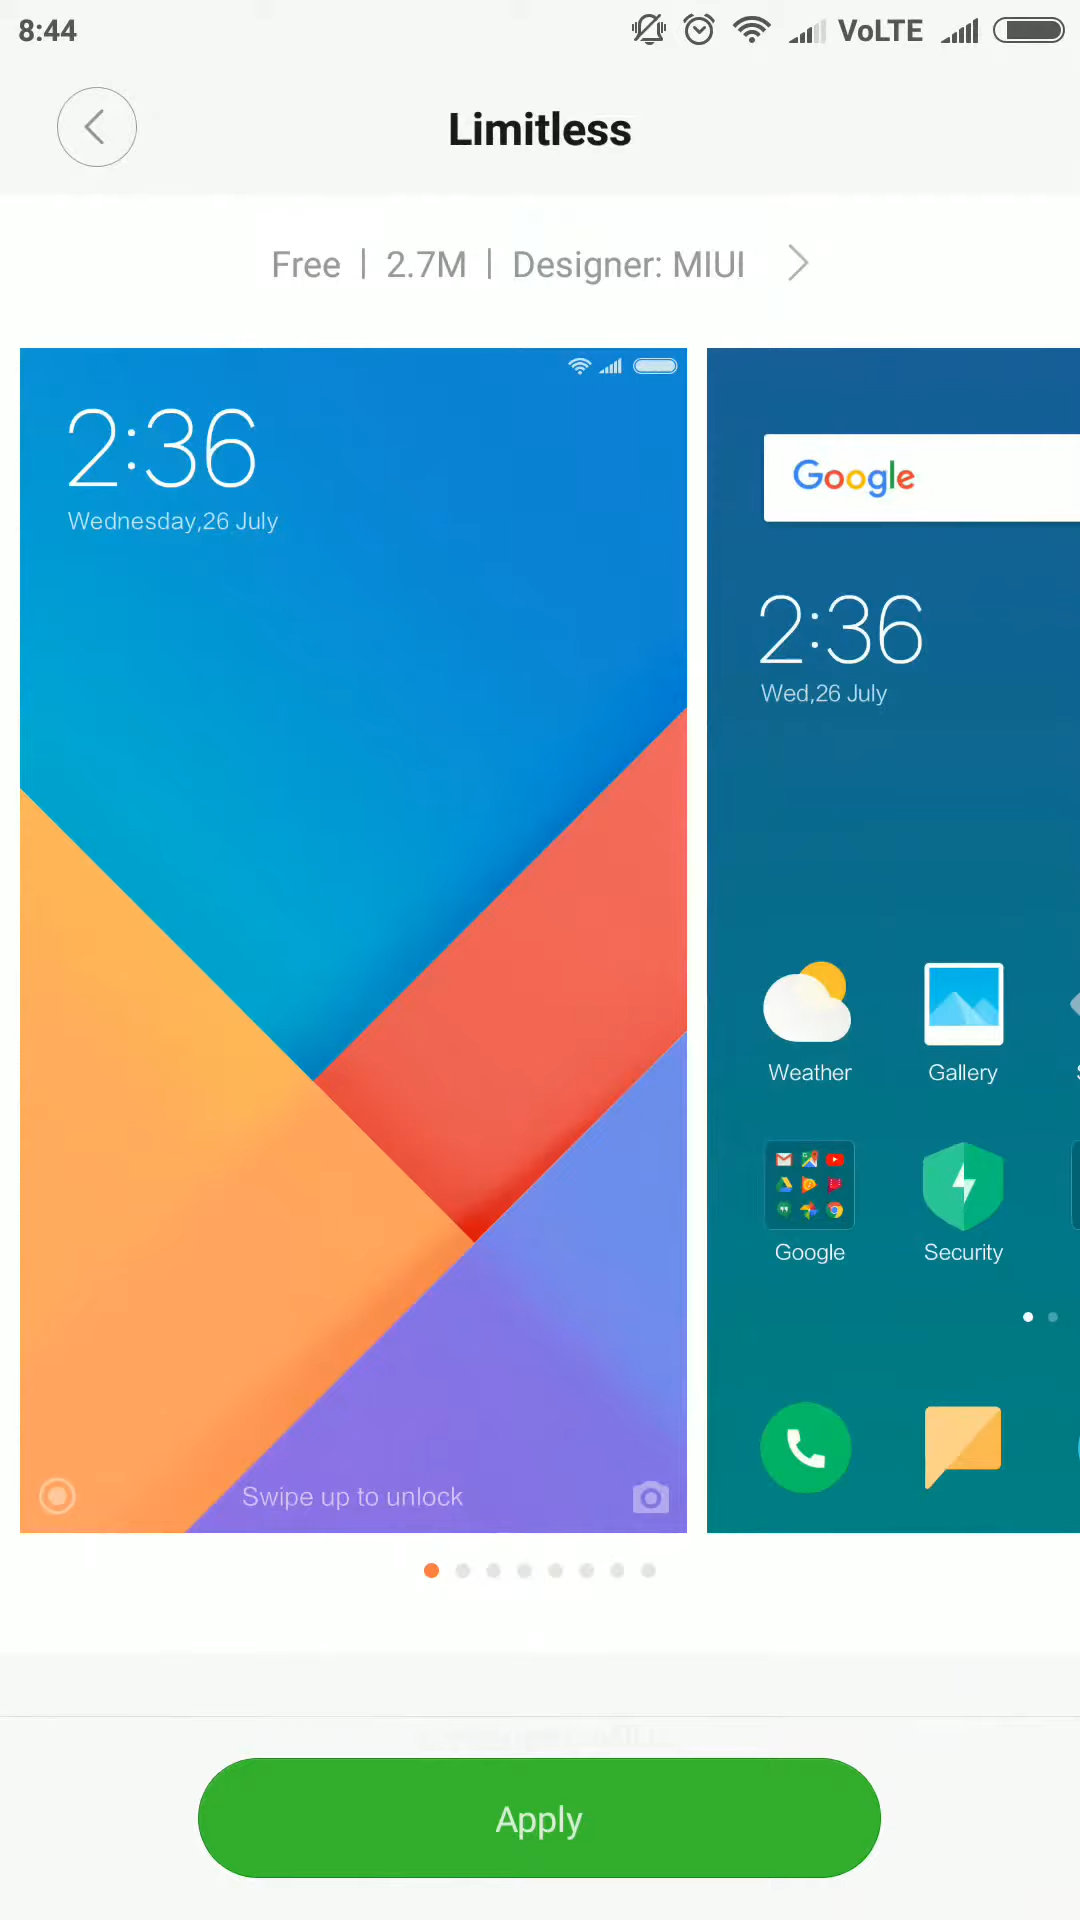 8:44 VoLTE
Limitless
Free | 2.7M | Designer: MIUI
2:36
Wednesday,26 July
Swipe up to unlock
Google
2:36
Wed,26 July
Weather Gallery
Google Security
Apply